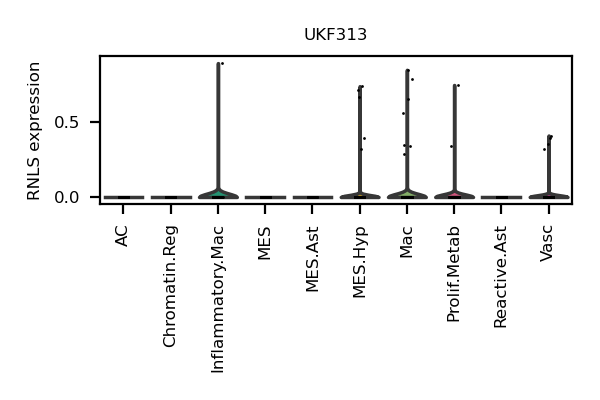 UKF313
RNLS expression
0.5
0.0
AC
Chromatin.Reg
Inflammatory.Mac
MES
MES.Ast
MES.Hyp
Mac
Prolif.Metab
Reactive.Ast
Vasc